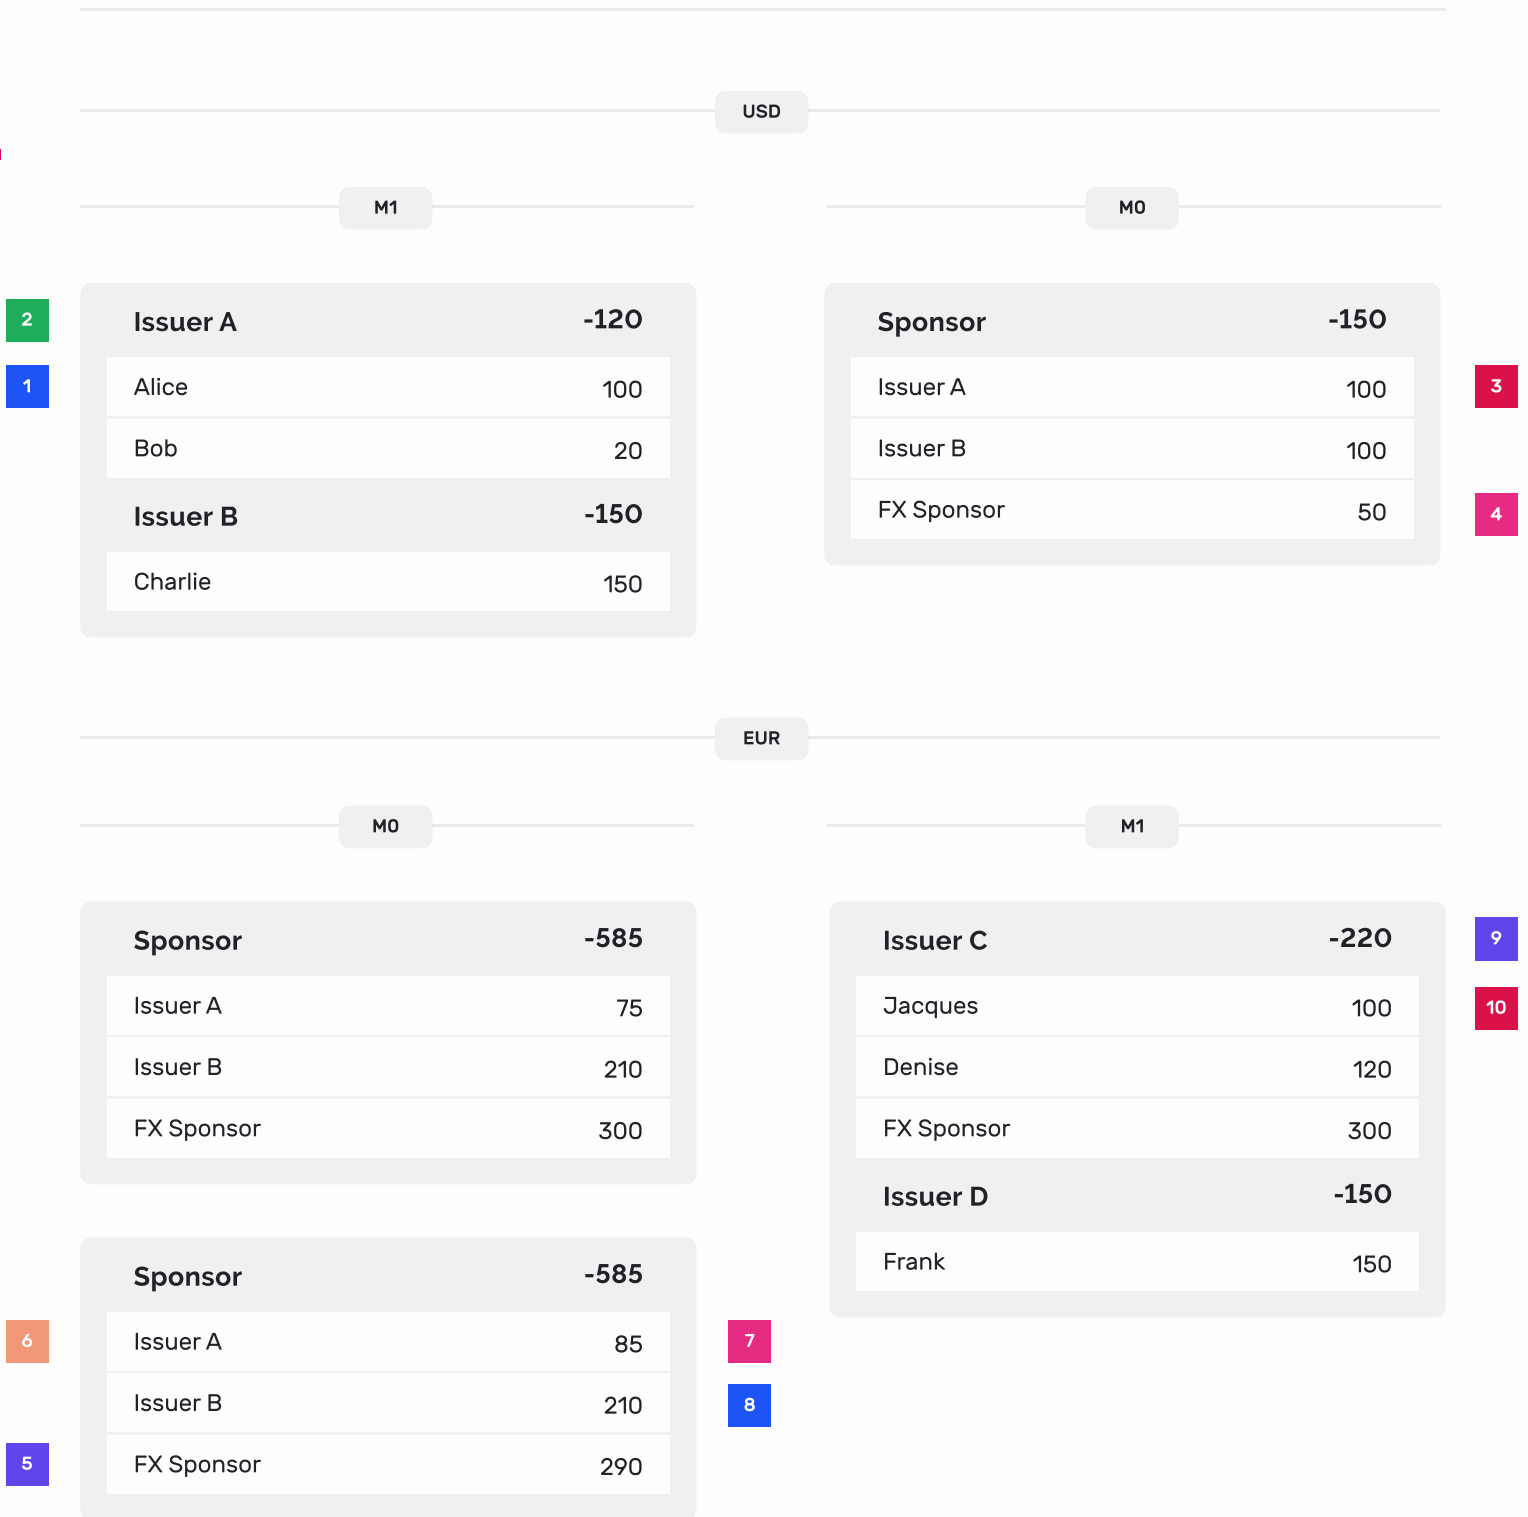 USD
M1
M0
2
Issuer A -120
1
Alice 100
Bob 20
Issuer B -150
Charlie 150
Sponsor -150
Issuer A 100
3
Issuer B 100
FX Sponsor 50
4
EUR
M0
M1
Sponsor -585
Issuer A 75
Issuer B 210
FX Sponsor 300
Sponsor -585
6
Issuer A 85
7
Issuer B 210
8
5
FX Sponsor 290
Issuer C -220
9
Jacques 100
10
Denise 120
FX Sponsor 300
Issuer D -150
Frank 150